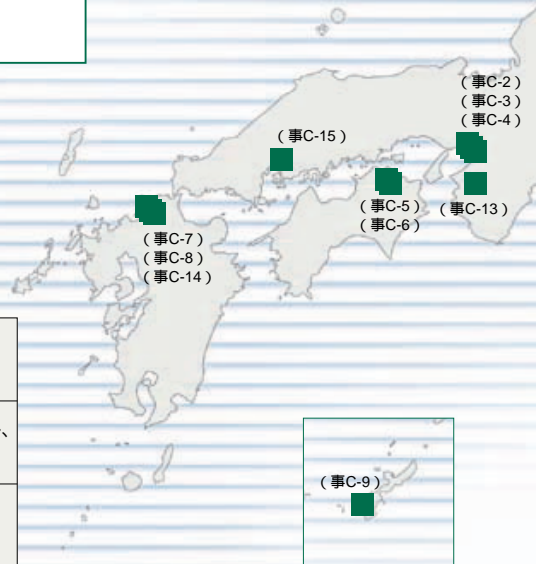 （事C-2）
（事C-3）
（事C-4）
（事C-15）
（事C-5）
（事C-6）
（事C-13）
（事C-7）
（事C-8）
（事C-14）
、
（事C-9）